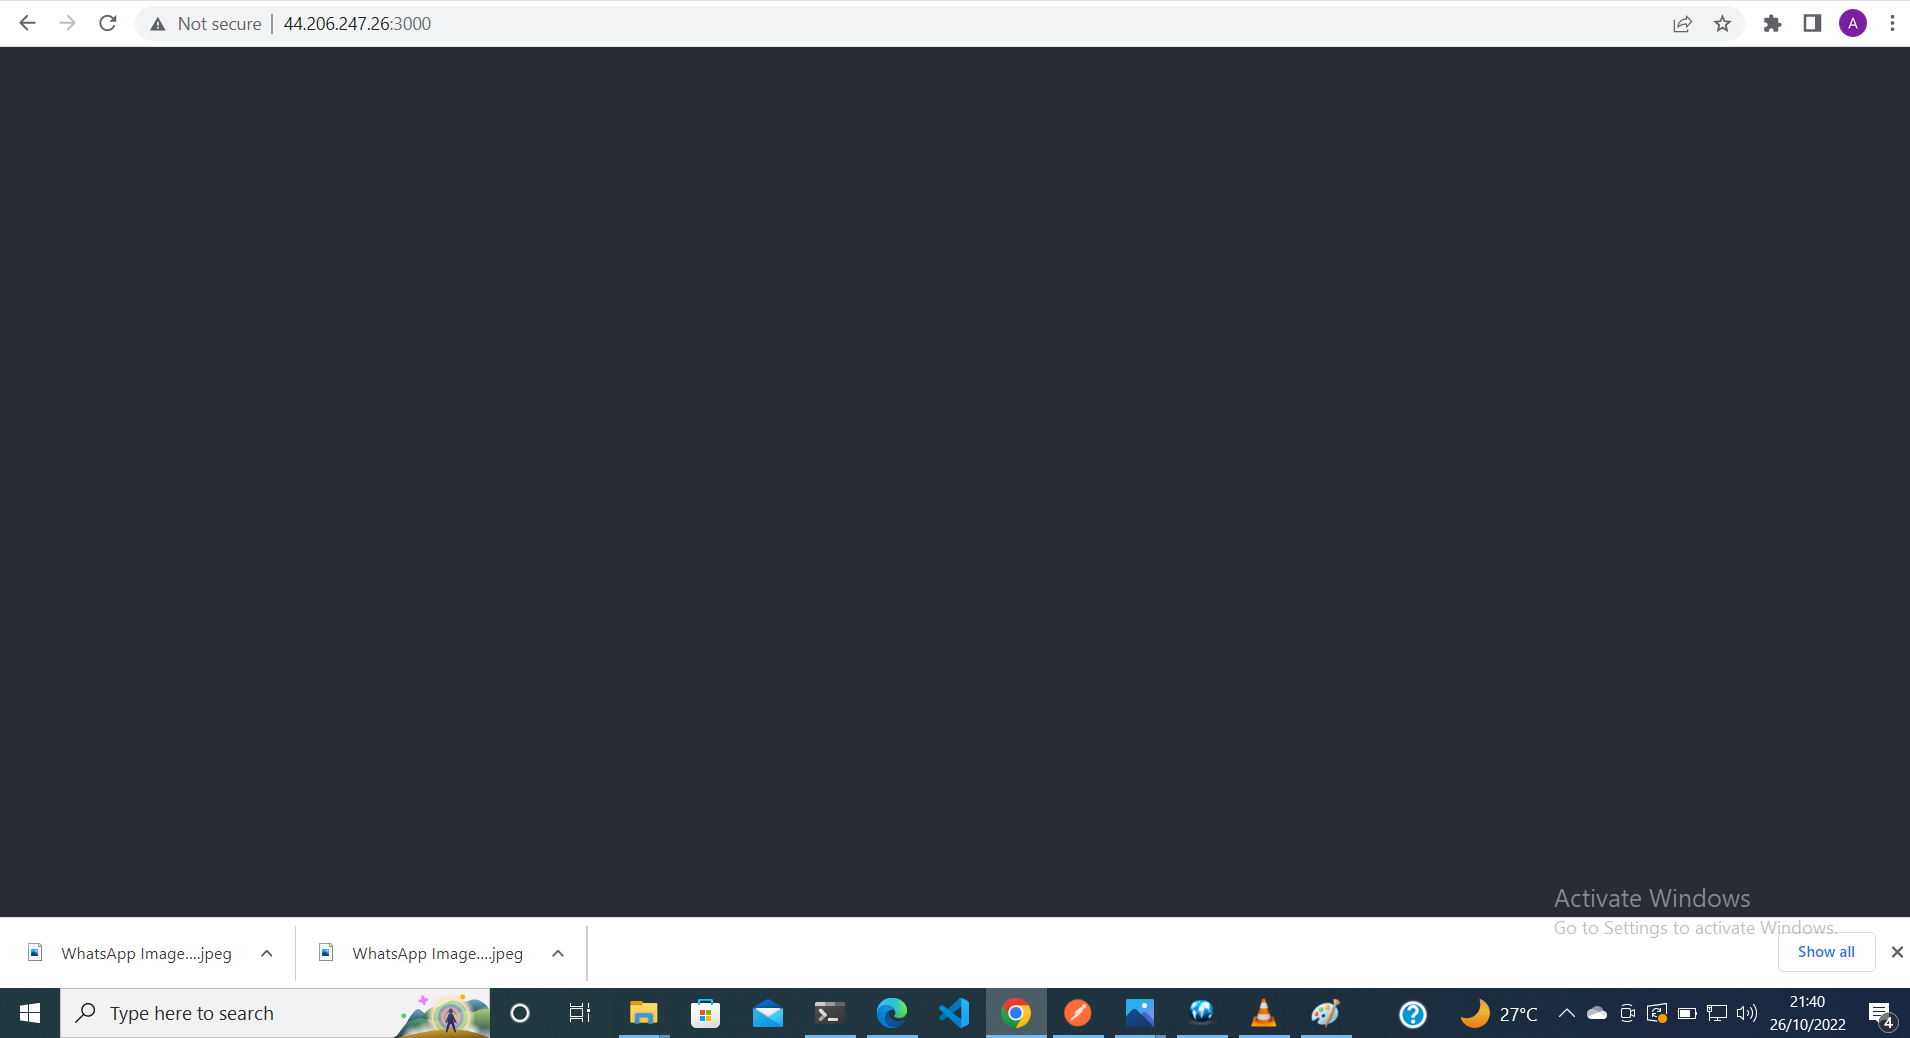 Not secure
44.206.247.26:3000
A
Activate Windows
Go to Settings to activate Windows.
WhatsApp Image....jpeg
WhatsApp Image....jpeg
Show all
Type here to search
27°C
21:40
26/10/2022
4